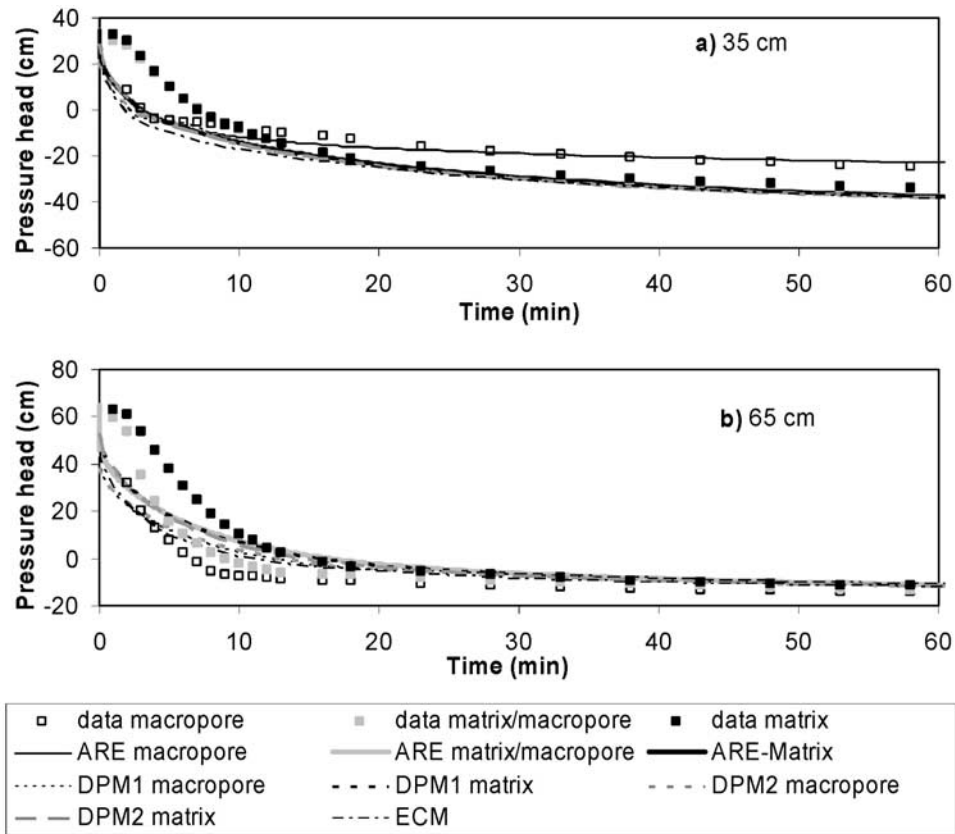 40
20
0
-20
-40
-60
Pressure head (cm)
a) 35 cm
0 10 20 30 40 50 60
Time (min)
80
60
40
20
0
-20
Pressure head (cm)
b) 65 cm
0 10 20 30 40 50 60
Time (min)
data macropore data matrix/macropore data matrix
ARE macropore ARE matrix/macropore ARE-Matrix
DPM1 macropore DPM1 matrix DPM2 macropore
DPM2 matrix ECM